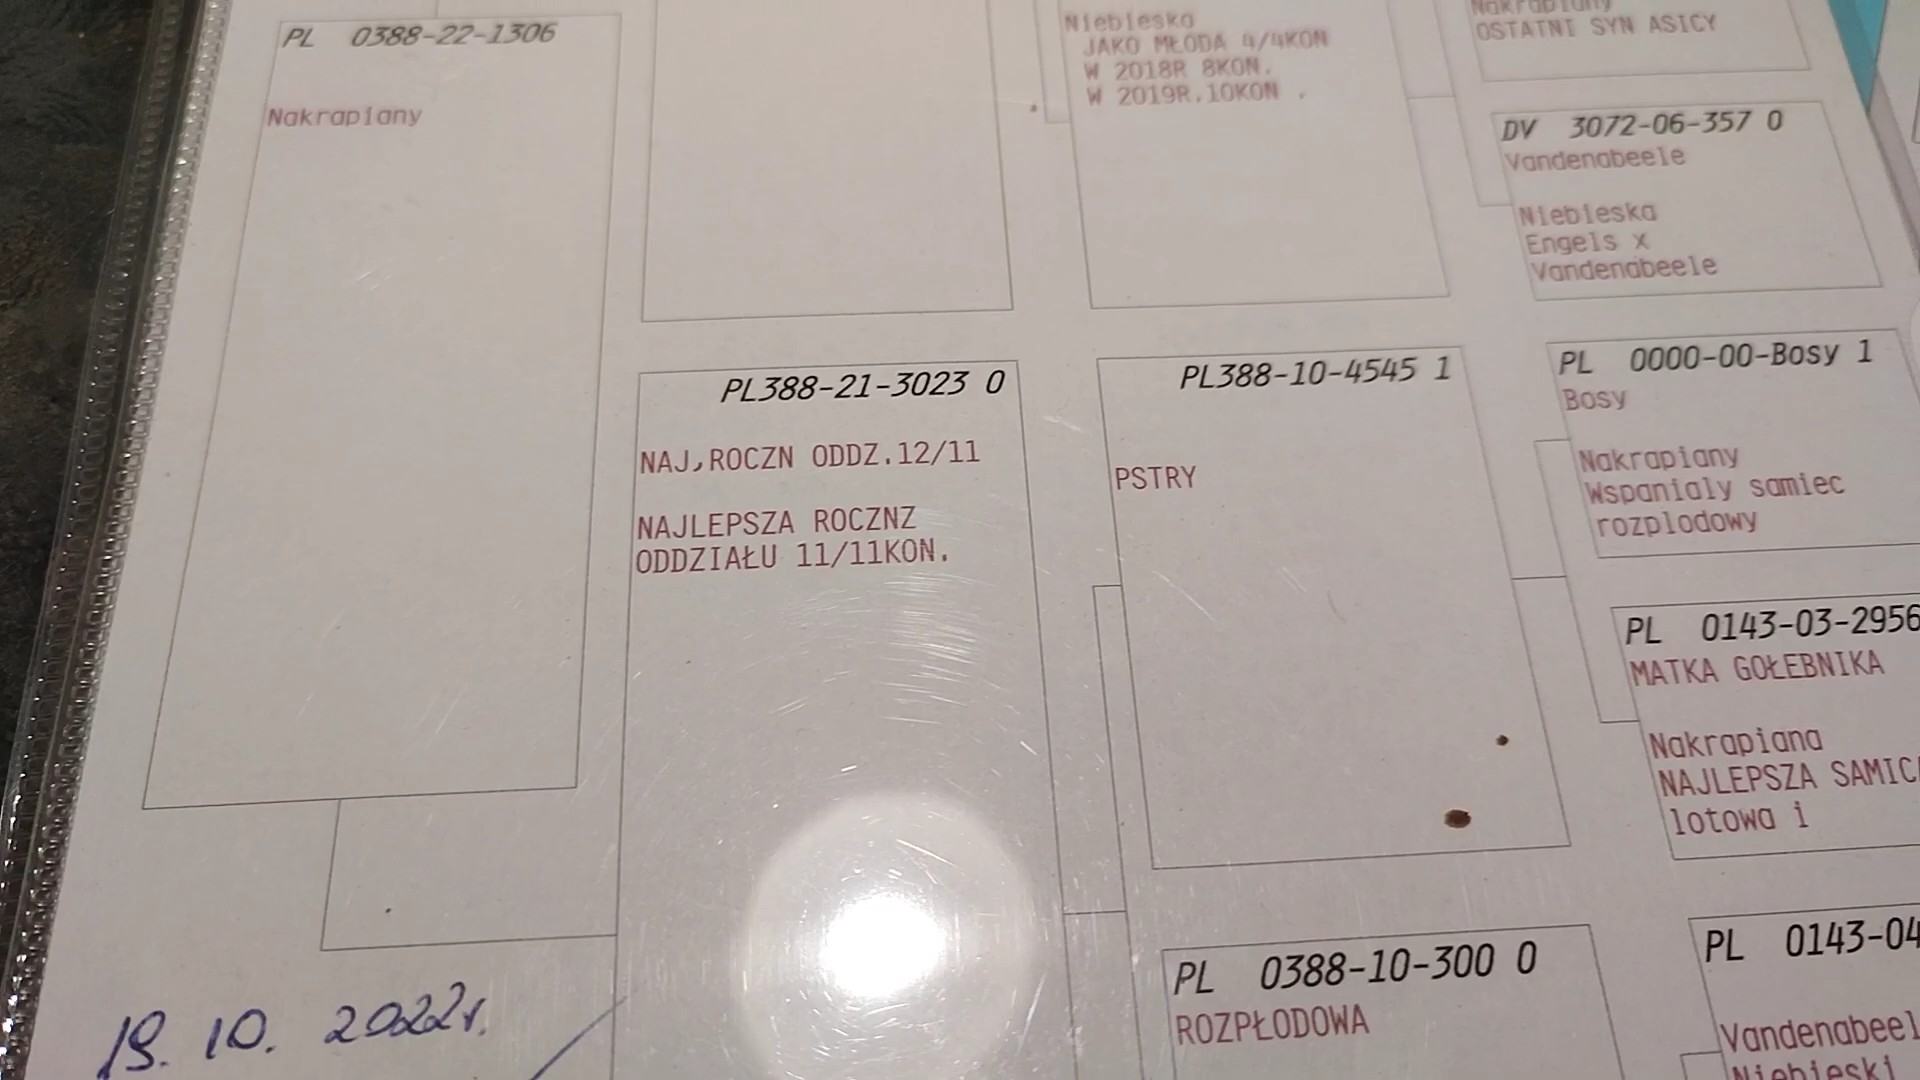 PL 0388-22-1306
Nakrapiany
Niebieska
JAKO MŁODA 4/4KON
W 2018R 8KON.
W 2019R.10KON .
Nakrapiany
OSTATNI SYN ASICY
DV 3072-06-357 0
Vandenabeele
Niebieska
Engels x
Vandenabeele
PL388-21-3023 0
NAJ,ROCZN ODDZ.12/11
NAJLEPSZA ROCZNZ
ODDZIAŁU 11/11KON.
PL388-10-4545 1
PSTRY
PL 0000-00-Bosy 1
Bosy
Nakrapiany
Wspanialy samiec
rozplodowy
PL 0143-03-2956
MATKA GOŁEBNIKA
Nakrapiana
NAJLEPSZA SAMICA
lotowa i
PL 0388-10-300 0
ROZPŁODOWA
PL 0143-04
Vandenabeel
Niebieski
19. 10. 2022r.